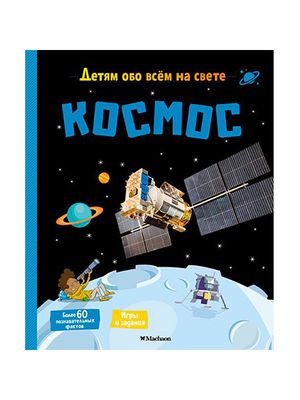 Детям обо всём на свете
КОСМОС
Более 60
познавательных
фактов
Игры
и задания
Machaon